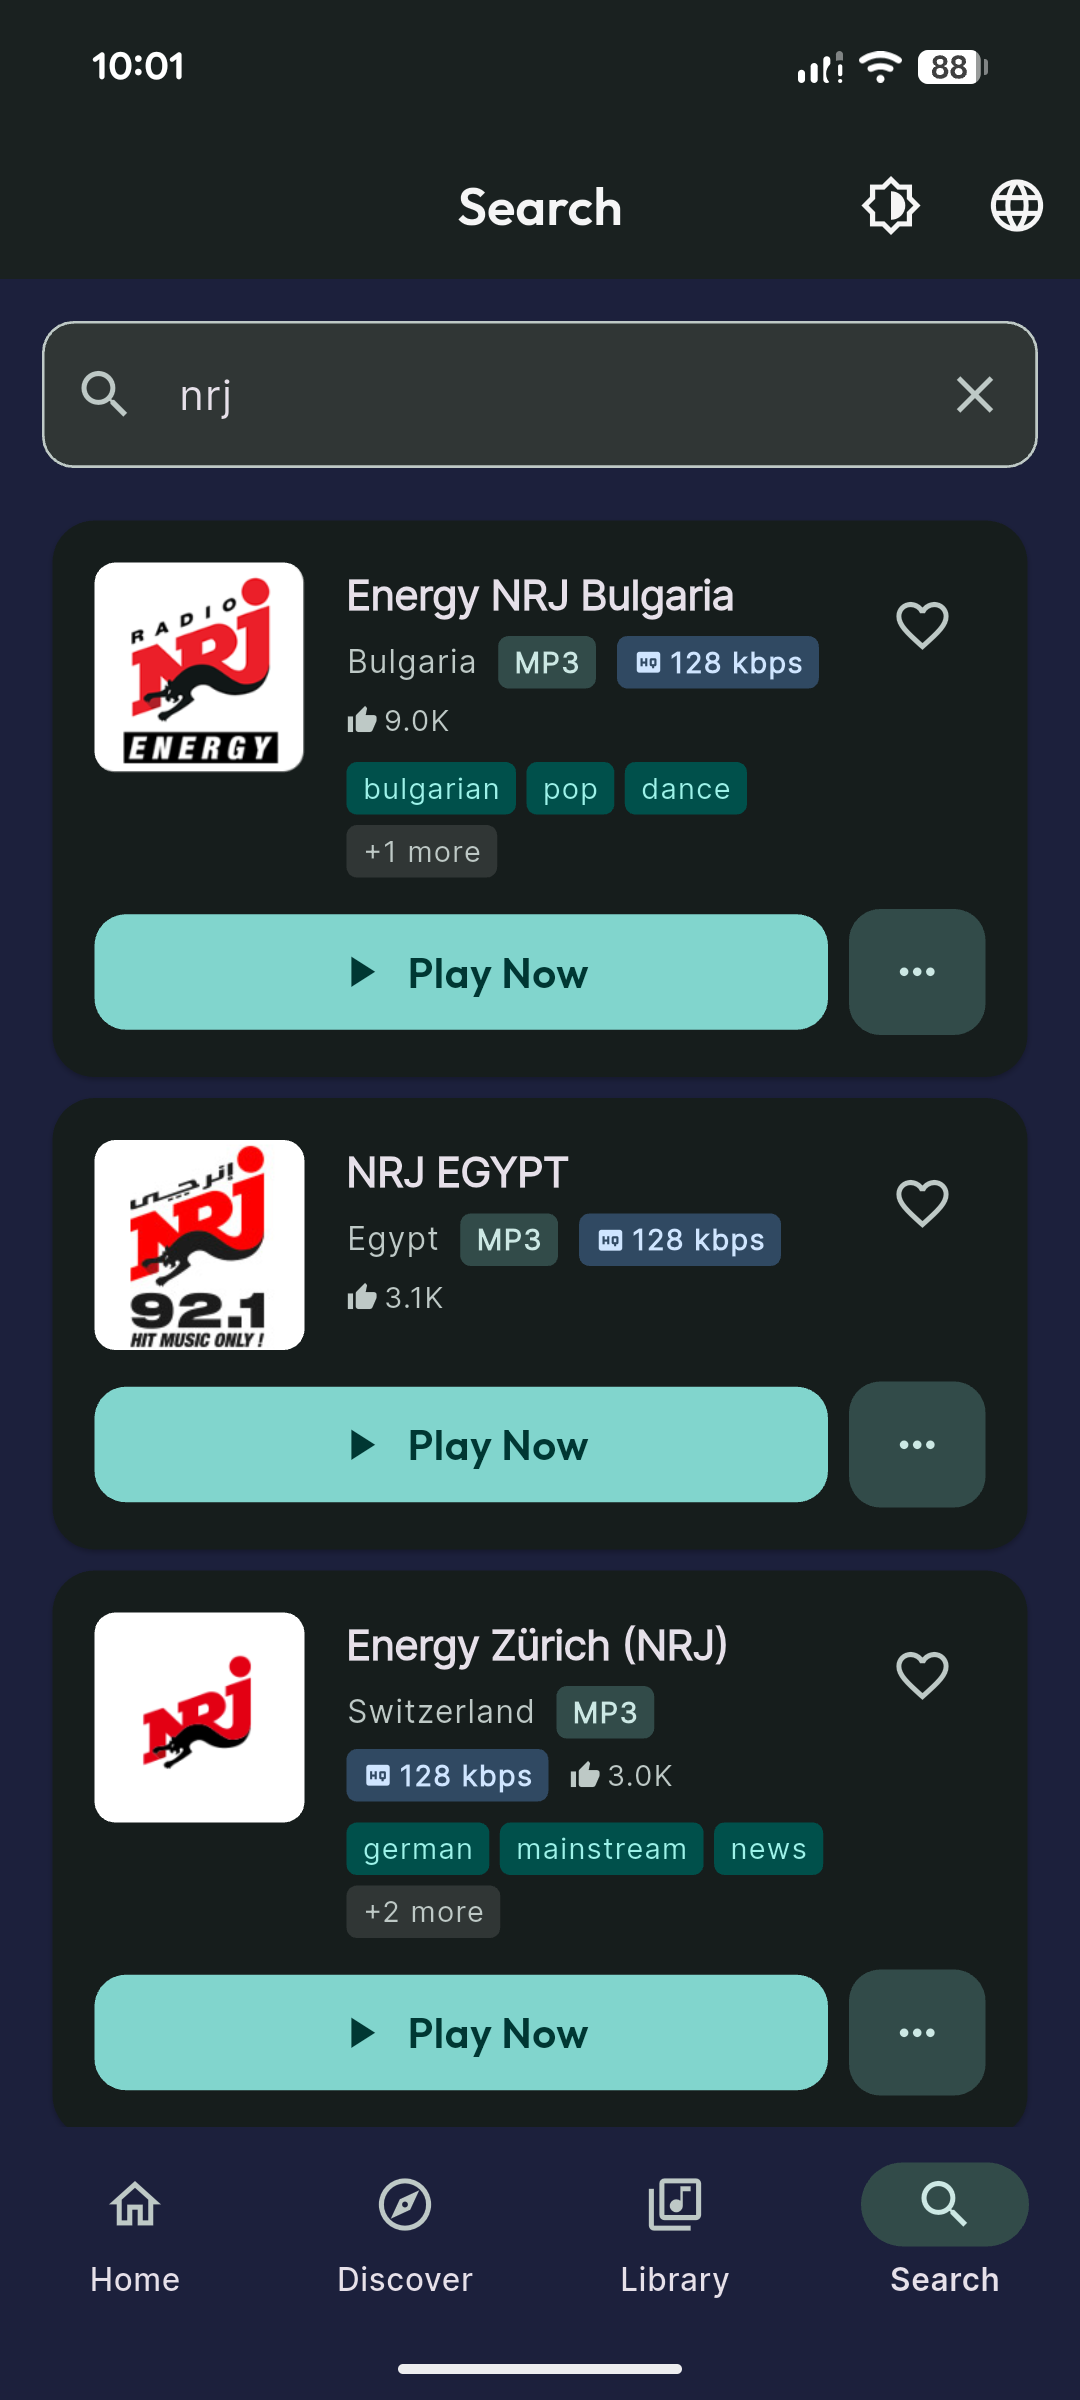 10:01
88
Search
nrj
RADIO
NRJ
ENERGY
Energy NRJ Bulgaria
Bulgaria MP3 HQ 128 kbps
9.0K
bulgarian pop dance
+1 more
Play Now
إنرجي
NRJ
92.1
HIT MUSIC ONLY !
NRJ EGYPT
Egypt MP3 HQ 128 kbps
3.1K
Play Now
NRJ
Energy Zürich (NRJ)
Switzerland MP3
HQ 128 kbps 3.0K
german mainstream news
+2 more
Play Now
Home Discover Library Search